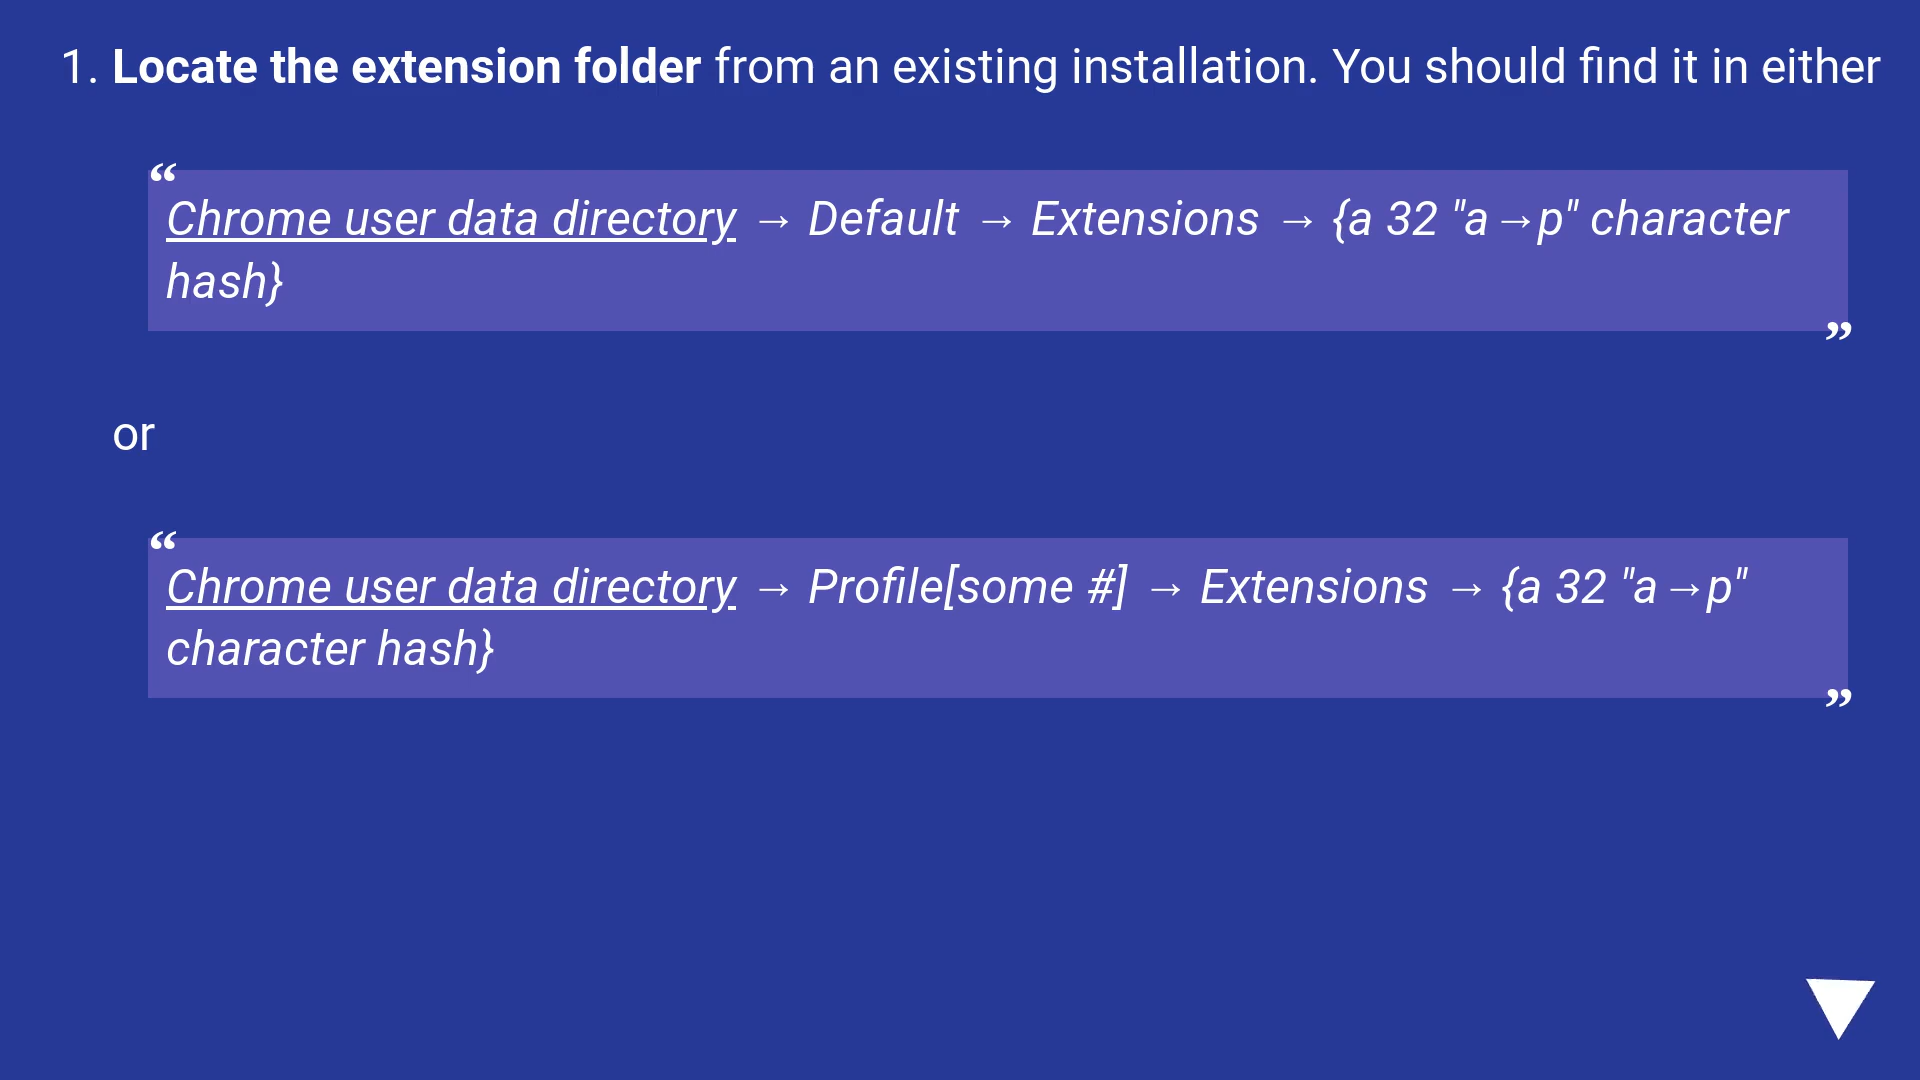 1. Locate the extension folder from an existing installation. You should find it in either
“
Chrome user data directory → Default → Extensions → {a 32 "a→p" character
hash}
”
or
“
Chrome user data directory → Profile[some #] → Extensions → {a 32 "a→p"
character hash}
”